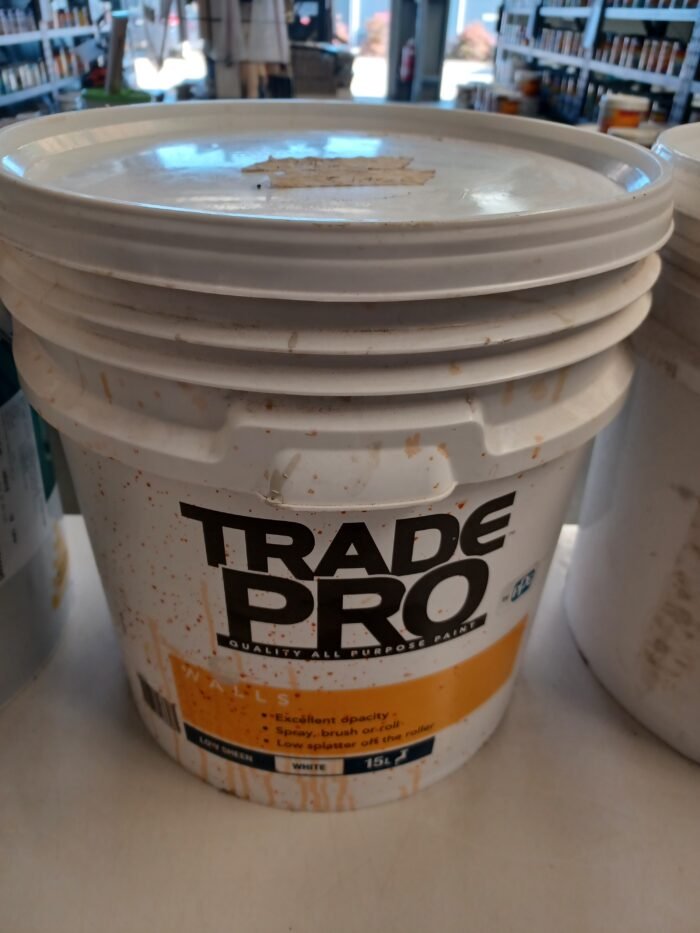 TRADE
PRO
QUALITY ALL PURPOSE PAINT
WALLS
• Excellent opacity
• Spray, brush or roll
• Low splatter off the roller
LOW SHEEN
WHITE
15L